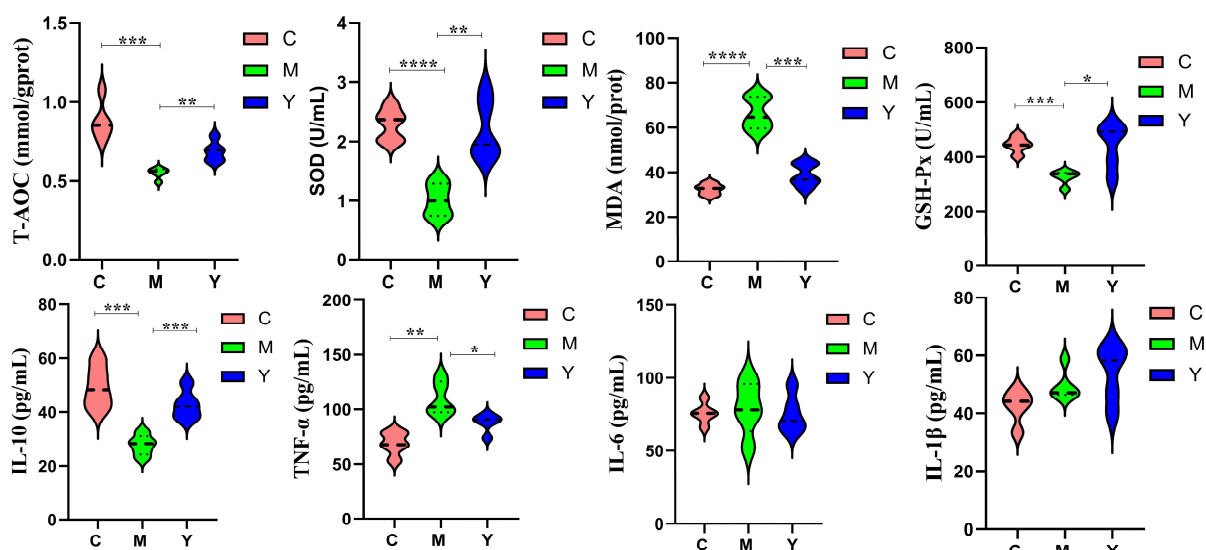 T-AOC (mmol/gprot)
1.5
1.0
0.5
0.0
***
**
C
M
Y
C M Y
SOD (U/mL)
4
3
2
1
0
****
**
C
M
Y
C M Y
MDA (nmol/prot)
100
80
60
40
20
0
****
***
C
M
Y
C M Y
GSH-Px (U/mL)
800
600
400
200
0
***
*
C
M
Y
C M Y
IL-10 (pg/mL)
80
60
40
20
0
***
***
C
M
Y
C M Y
TNF-α (pg/mL)
200
150
100
50
0
**
*
C
M
Y
C M Y
IL-6 (pg/mL)
150
100
50
0
C
M
Y
C M Y
IL-1β (pg/mL)
80
60
40
20
0
C
M
Y
C M Y